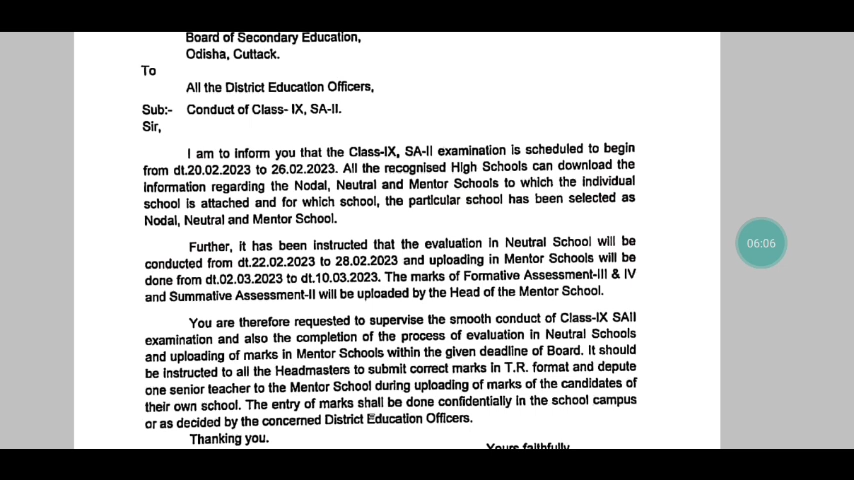 Board of Secondary Education,
Odisha, Cuttack.
To
All the District Education Officers,
Sub:- Conduct of Class- IX, SA-II.
Sir,
I am to inform you that the Class-IX, SA-II examination is scheduled to begin
from dt.20.02.2023 to 26.02.2023. All the recognised High Schools can download the
information regarding the Nodal, Neutral and Mentor Schools to which the individual
school is attached and for which school, the particular school has been selected as
Nodal, Neutral and Mentor School.
Further, it has been instructed that the evaluation in Neutral School will be
conducted from dt.22.02.2023 to 28.02.2023 and uploading in Mentor Schools will be
done from dt.02.03.2023 to dt.10.03.2023. The marks of Formative Assessment-III & IV
and Summative Assessment-II will be uploaded by the Head of the Mentor School.
You are therefore requested to supervise the smooth conduct of Class-IX SAII
examination and also the completion of the process of evaluation in Neutral Schools
and uploading of marks in Mentor Schools within the given deadline of Board. It should
be instructed to all the Headmasters to submit correct marks in T.R. format and depute
one senior teacher to the Mentor School during uploading of marks of the candidates of
their own school. The entry of marks shall be done confidentially in the school campus
or as decided by the concerned District Education Officers.
Thanking you.
Yours faithfully
06:06